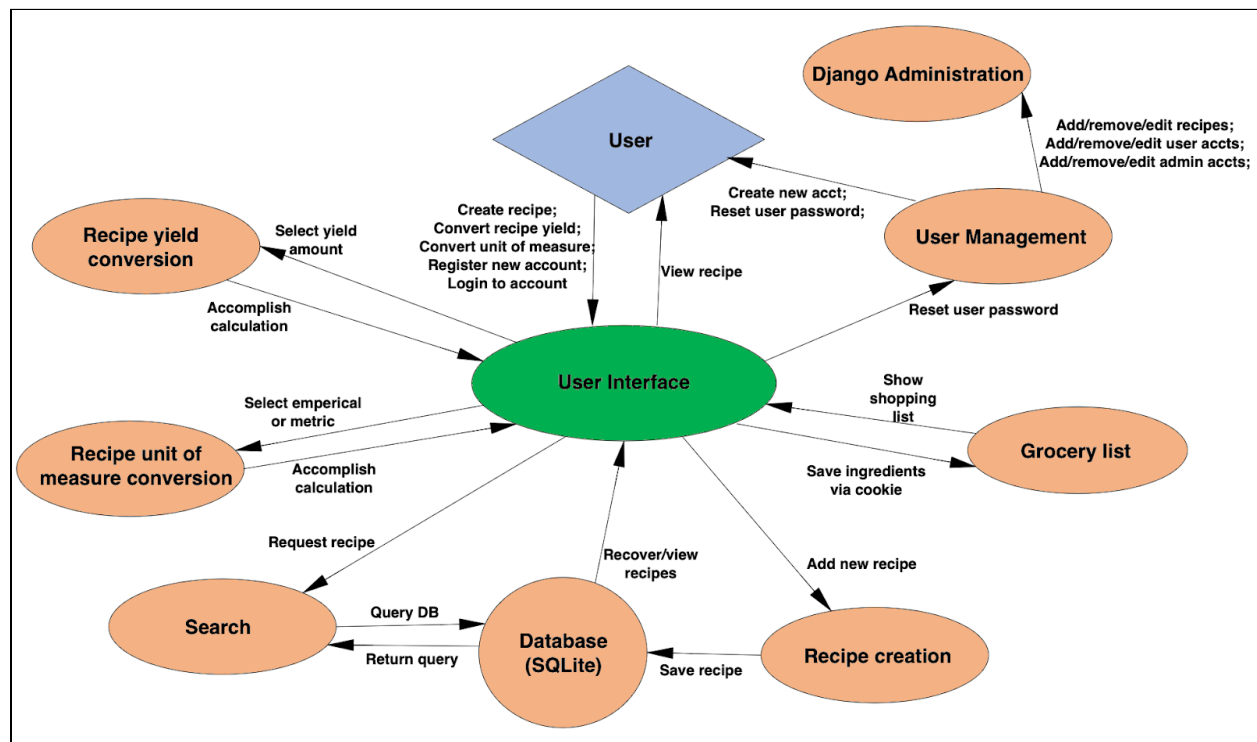 Django Administration
Add/remove/edit recipes;
Add/remove/edit user accts;
Add/remove/edit admin accts;
User
Create new acct;
Reset user password;
User Management
Create recipe;
Convert recipe yield;
Convert unit of measure;
Register new account;
Login to account
View recipe
Select yield
amount
Recipe yield
conversion
Accomplish
calculation
Reset user password
User Interface
Show
shopping
list
Select emperical
or metric
Recipe unit of
measure conversion
Accomplish
calculation
Save ingredients
via cookie
Grocery list
Request recipe
Recover/view
recipes
Add new recipe
Search
Query DB
Return query
Database
(SQLite)
Save recipe
Recipe creation